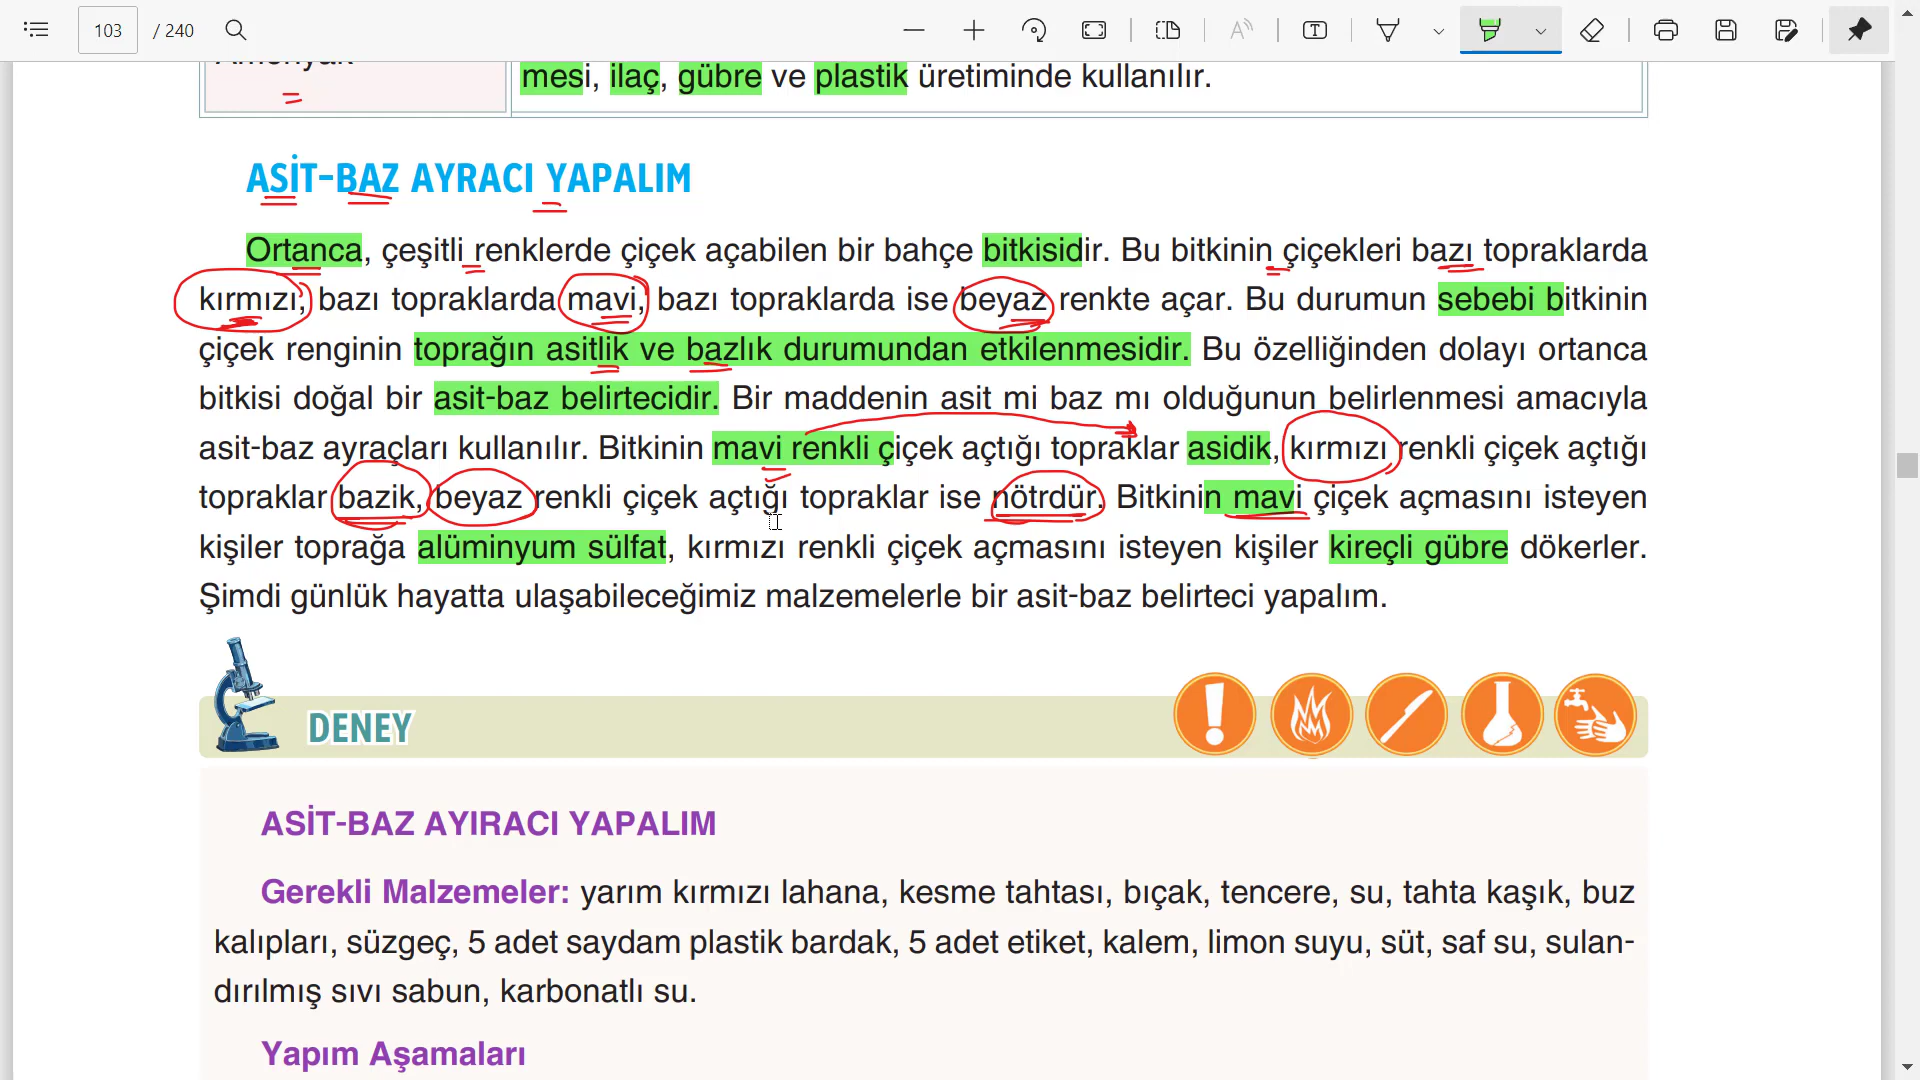 103 / 240
Amonyak
mesi, ilaç, gübre ve plastik üretiminde kullanılır.
ASİT-BAZ AYRACI YAPALIM
Ortanca, çeşitli renklerde çiçek açabilen bir bahçe bitkisidir. Bu bitkinin çiçekleri bazı topraklarda
kırmızı, bazı topraklarda mavi, bazı topraklarda ise beyaz renkte açar. Bu durumun sebebi bitkinin
çiçek renginin toprağın asitlik ve bazlık durumundan etkilenmesidir. Bu özelliğinden dolayı ortanca
bitkisi doğal bir asit-baz belirtecidir. Bir maddenin asit mi baz mı olduğunun belirlenmesi amacıyla
asit-baz ayraçları kullanılır. Bitkinin mavi renkli çiçek açtığı topraklar asidik, kırmızı renkli çiçek açtığı
topraklar bazik, beyaz renkli çiçek açtığı topraklar ise nötrdür. Bitkinin mavi çiçek açmasını isteyen
kişiler toprağa alüminyum sülfat, kırmızı renkli çiçek açmasını isteyen kişiler kireçli gübre dökerler.
Şimdi günlük hayatta ulaşabileceğimiz malzemelerle bir asit-baz belirteci yapalım.
DENEY
ASİT-BAZ AYIRACI YAPALIM
Gerekli Malzemeler: yarım kırmızı lahana, kesme tahtası, bıçak, tencere, su, tahta kaşık, buz
kalıpları, süzgeç, 5 adet saydam plastik bardak, 5 adet etiket, kalem, limon suyu, süt, saf su, sulan-
dırılmış sıvı sabun, karbonatlı su.
Yapım Aşamaları